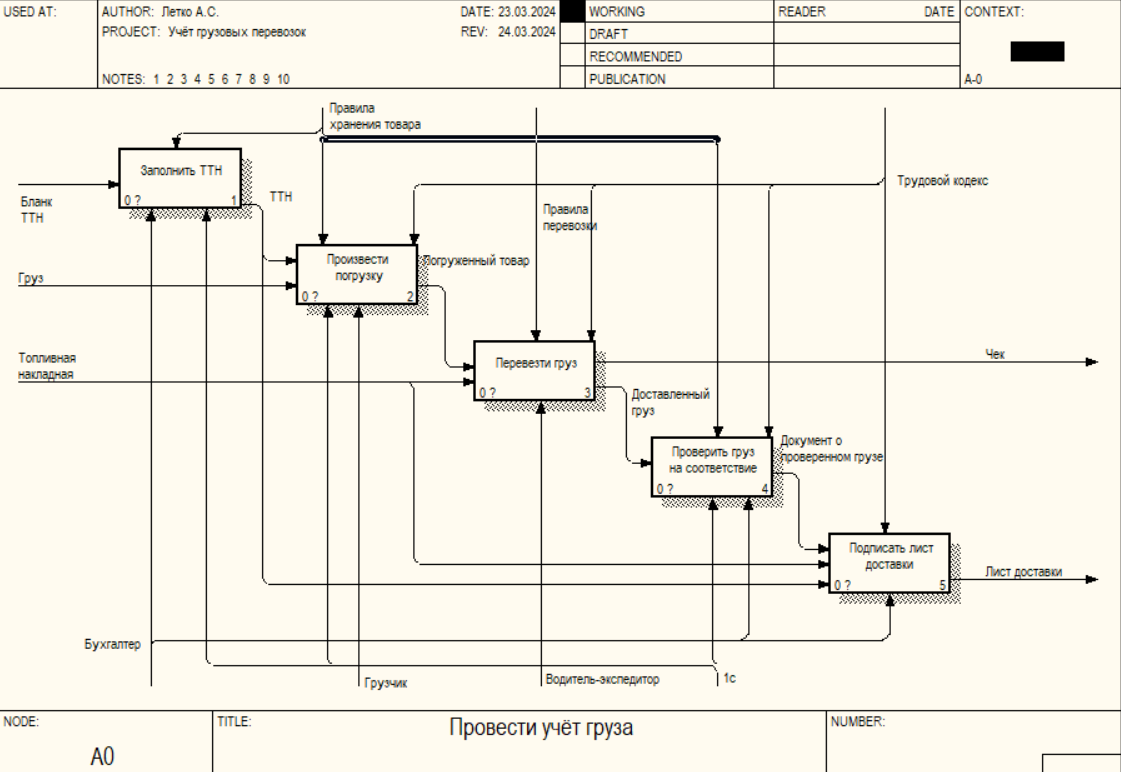 USED AT:
AUTHOR: Летко А.С.
DATE: 23.03.2024
WORKING
READER
DATE
CONTEXT:
PROJECT: Учёт грузовых перевозок
REV: 24.03.2024
DRAFT
RECOMMENDED
NOTES: 1 2 3 4 5 6 7 8 9 10
PUBLICATION
A-0
Правила
хранения товара
Заполнить ТТН
0 ?
1
Бланк
ТТН
ТТН
Трудовой кодекс
Правила
перевозки
Груз
Произвести
погрузку
0 ?
2
Погруженный товар
Топливная
накладная
Перевезти груз
0 ?
3
Чек
Доставленный
груз
Проверить груз
на соответствие
0 ?
4
Документ о
проверенном грузе
Подписать лист
доставки
0 ?
5
Лист доставки
Бухгалтер
Грузчик
Водитель-экспедитор
1с
NODE:
TITLE:
Провести учёт груза
NUMBER:
A0